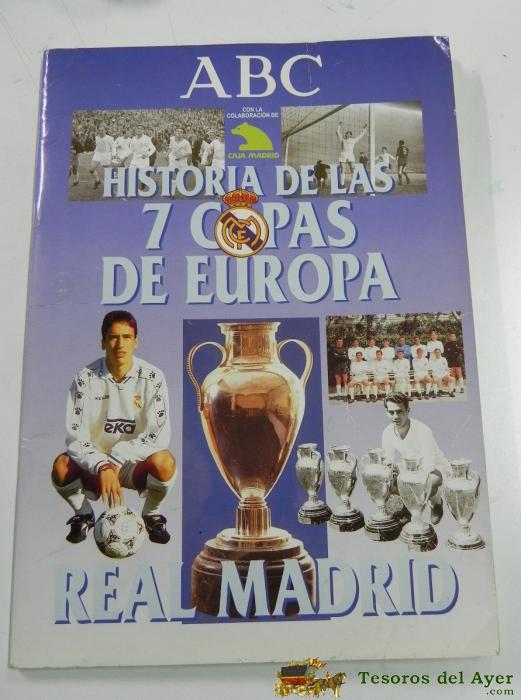 ABC
CON LA
COLABORACIÓN DE
CAJA MADRID
HISTORIA DE LAS
7 COPAS
DE EUROPA
Teka
REAL MADRID
Tesoros del Ayer
.com